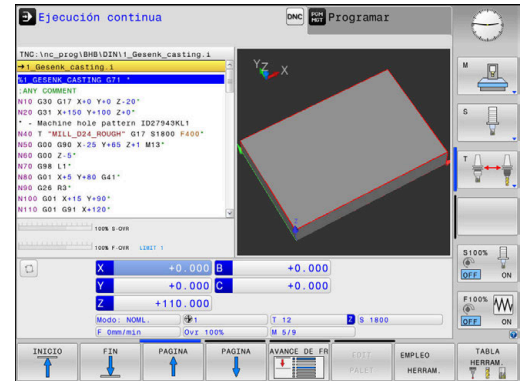 Ejecución continua
DNC
PGM MGT
Programar
TNC:\nc_prog\BHB\DIN\1_Gesenk_casting.i
→1_Gesenk_casting.i
%1_GESENK_CASTING G71 *
;ANY COMMENT
N10 G30 G17 X+0 Y+0 Z-20*
N20 G31 X+150 Y+100 Z+0*
* - Machine hole pattern ID27943KL1
N40 T "MILL_D24_ROUGH" G17 S1800 F400*
N50 G00 G90 X-25 Y+65 Z+1 M13*
N60 G00 Z-5*
N70 G98 L1*
N80 G01 X+5 Y+80 G41*
N90 G26 R3*
N100 G01 X+15 Y+90*
N110 G01 G91 X+120*
YZ X
Z
100% S-OVR
100% F-OVR LIMIT 1
X +0.000 B +0.000
Y +0.000 C +0.000
Z +110.000
Modo: NOML. 1 T 12 Z S 1800
F 0mm/min Ovr 100% M 5/9
M
S
T
S100%
OFF ON
F100% WW
OFF ON
INICIO
FIN
PAGINA
PAGINA
AVANCE DE FR
EDIT PALET
EMPLEO HERRAM.
TABLA HERRAM.